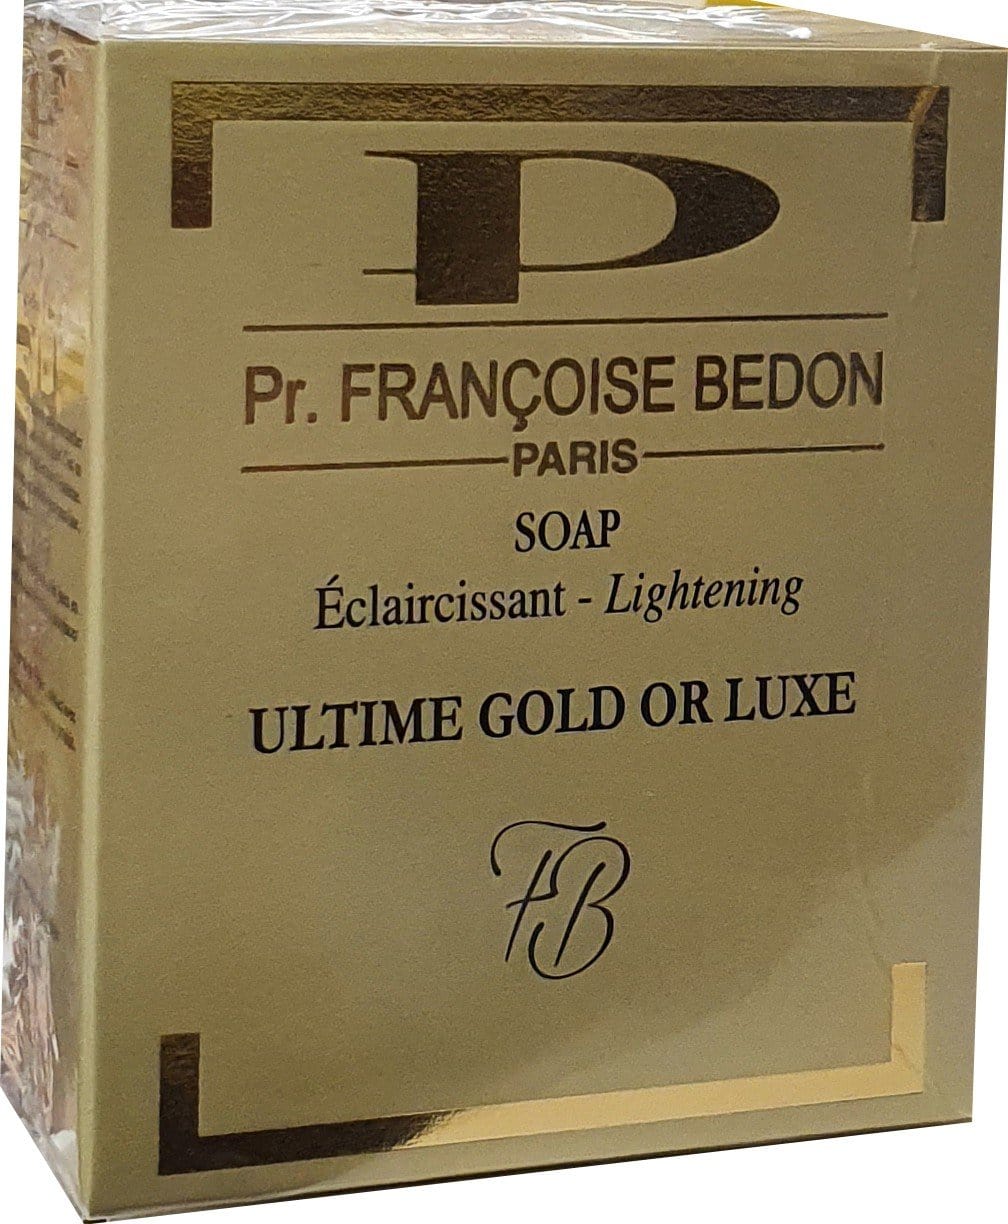 P
Pr. FRANÇOISE BEDON
PARIS
SOAP
Éclaircissant - Lightening
ULTIME GOLD OR LUXE
FB